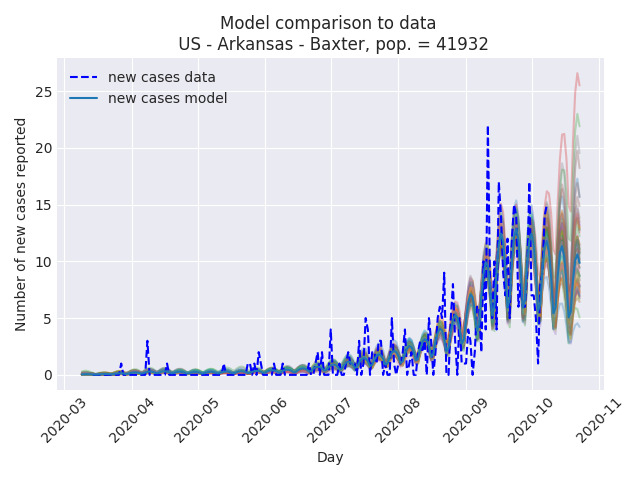 Model comparison to data
US - Arkansas - Baxter, pop. = 41932
new cases data
new cases model
Number of new cases reported
25
20
15
10
5
0
2020-03
2020-04
2020-05
2020-06
2020-07
2020-08
2020-09
2020-10
2020-11
Day